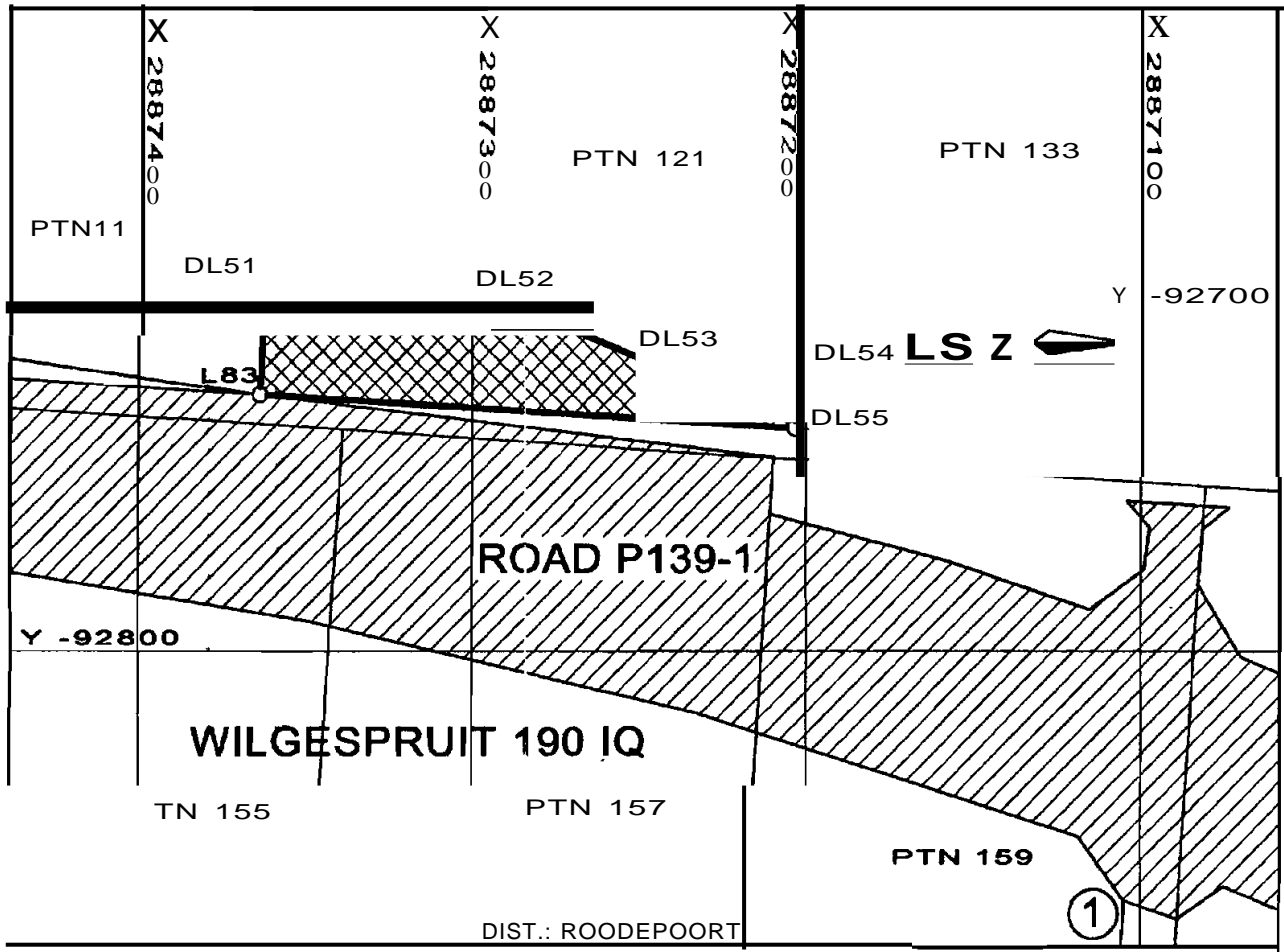 X X X X
2887400 2887300 2887200 2887100
PTN 121 PTN 133
PTN11
DL51 DL52
Y -92700
DL53 DL54 LS Z
L83
DL55
ROAD P139-1
Y -92800
WILGESPRUIT 190 IQ
TN 155 PTN 157
PTN 159
1
DIST.: ROODEPOORT